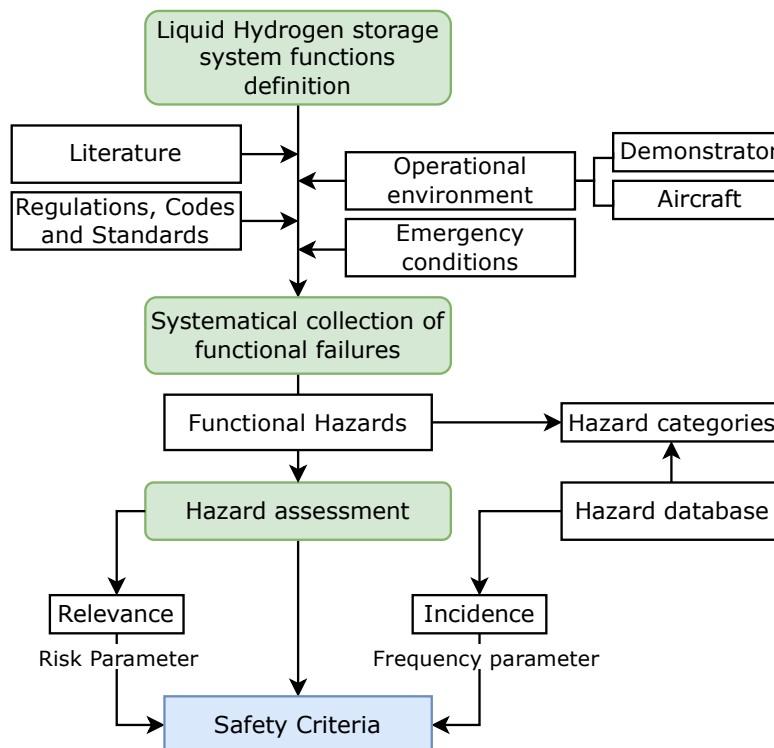 Liquid Hydrogen storage
system functions
definition
Literature
Operational
environment
Demonstrator
Aircraft
Regulations, Codes
and Standards
Emergency
conditions
Systematical collection of
functional failures
Functional Hazards
Hazard categories
Hazard assessment
Hazard database
Relevance
Incidence
Risk Parameter
Frequency parameter
Safety Criteria